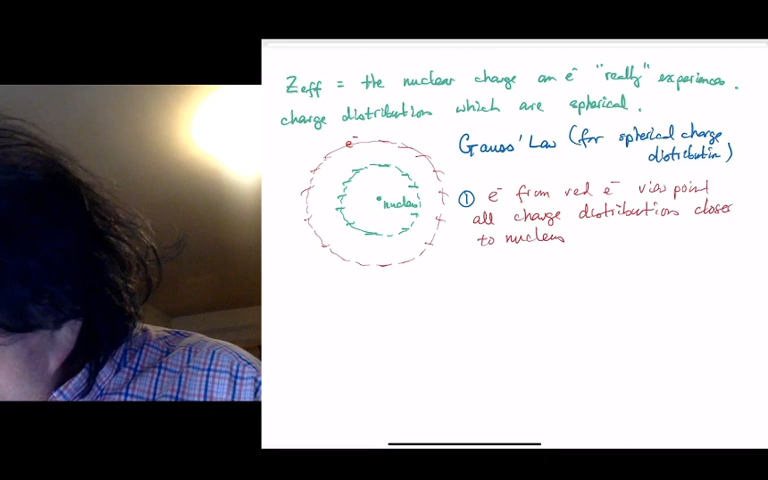 Zeff = the nuclear charge an e⁻ "really" experiences.
charge distribution which are spherical.
Gauss' Law (for spherical charge
distribution)
e⁻
nucleus
① e⁻ from red e⁻ view point
all charge distributions closer
to nucleus